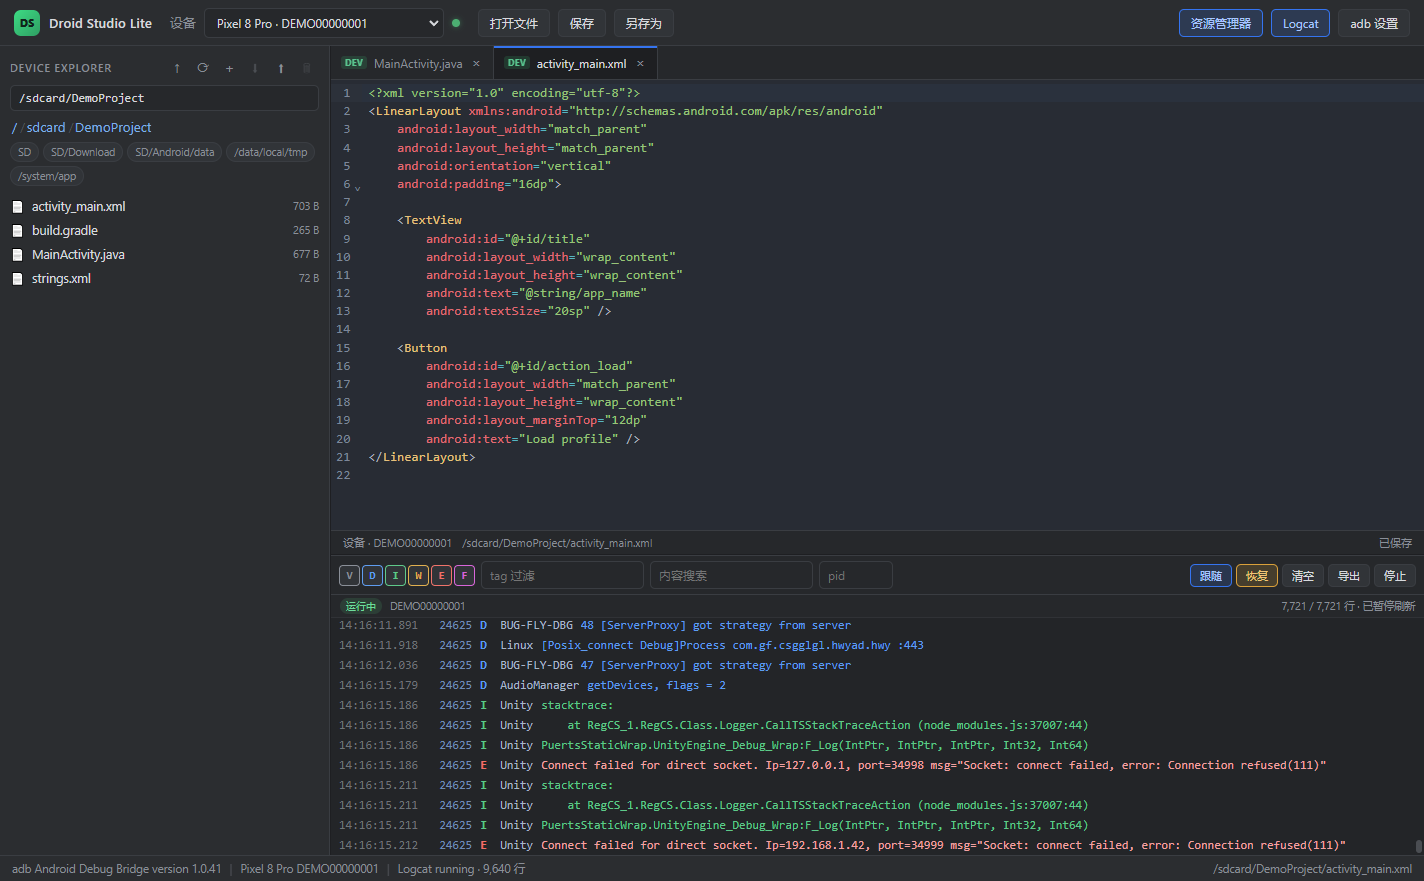 DS Droid Studio Lite 设备 Pixel 8 Pro · DEMO00000001 打开文件 保存 另存为 资源管理器 Logcat adb 设置
DEVICE EXPLORER
/sdcard/DemoProject
/ / sdcard / DemoProject
SD SD/Download SD/Android/data /data/local/tmp
/system/app
activity_main.xml 703 B
build.gradle 265 B
MainActivity.java 677 B
strings.xml 72 B
DEV MainActivity.java × DEV activity_main.xml ×
1 <?xml version="1.0" encoding="utf-8"?>
2 <LinearLayout xmlns:android="http://schemas.android.com/apk/res/android"
3 android:layout_width="match_parent"
4 android:layout_height="match_parent"
5 android:orientation="vertical"
6 android:padding="16dp">
7
8 <TextView
9 android:id="@+id/title"
10 android:layout_width="wrap_content"
11 android:layout_height="wrap_content"
12 android:text="@string/app_name"
13 android:textSize="20sp" />
14
15 <Button
16 android:id="@+id/action_load"
17 android:layout_width="match_parent"
18 android:layout_height="wrap_content"
19 android:layout_marginTop="12dp"
20 android:text="Load profile" />
21 </LinearLayout>
22
设备 · DEMO00000001 /sdcard/DemoProject/activity_main.xml 已保存
V D I W E F tag 过滤 内容搜索 pid 跟随 恢复 清空 导出 停止
运行中 DEMO00000001 7,721 / 7,721 行 · 已暂停刷新
14:16:11.891 24625 D BUG-FLY-DBG 48 [ServerProxy] got strategy from server
14:16:11.918 24625 D Linux [Posix_connect Debug]Process com.gf.csgglgl.hwyad.hwy :443
14:16:12.036 24625 D BUG-FLY-DBG 47 [ServerProxy] got strategy from server
14:16:15.179 24625 D AudioManager getDevices, flags = 2
14:16:15.186 24625 I Unity stacktrace:
14:16:15.186 24625 I Unity at RegCS_1.RegCS.Class.Logger.CallTSStackTraceAction (node_modules.js:37007:44)
14:16:15.186 24625 I Unity PuertsStaticWrap.UnityEngine_Debug_Wrap:F_Log(IntPtr, IntPtr, IntPtr, Int32, Int64)
14:16:15.186 24625 E Unity Connect failed for direct socket. Ip=127.0.0.1, port=34998 msg="Socket: connect failed, error: Connection refused(111)"
14:16:15.211 24625 I Unity stacktrace:
14:16:15.211 24625 I Unity at RegCS_1.RegCS.Class.Logger.CallTSStackTraceAction (node_modules.js:37007:44)
14:16:15.211 24625 I Unity PuertsStaticWrap.UnityEngine_Debug_Wrap:F_Log(IntPtr, IntPtr, IntPtr, Int32, Int64)
14:16:15.212 24625 E Unity Connect failed for direct socket. Ip=192.168.1.42, port=34999 msg="Socket: connect failed, error: Connection refused(111)"
adb Android Debug Bridge version 1.0.41 | Pixel 8 Pro DEMO00000001 | Logcat running · 9,640 行 /sdcard/DemoProject/activity_main.xml